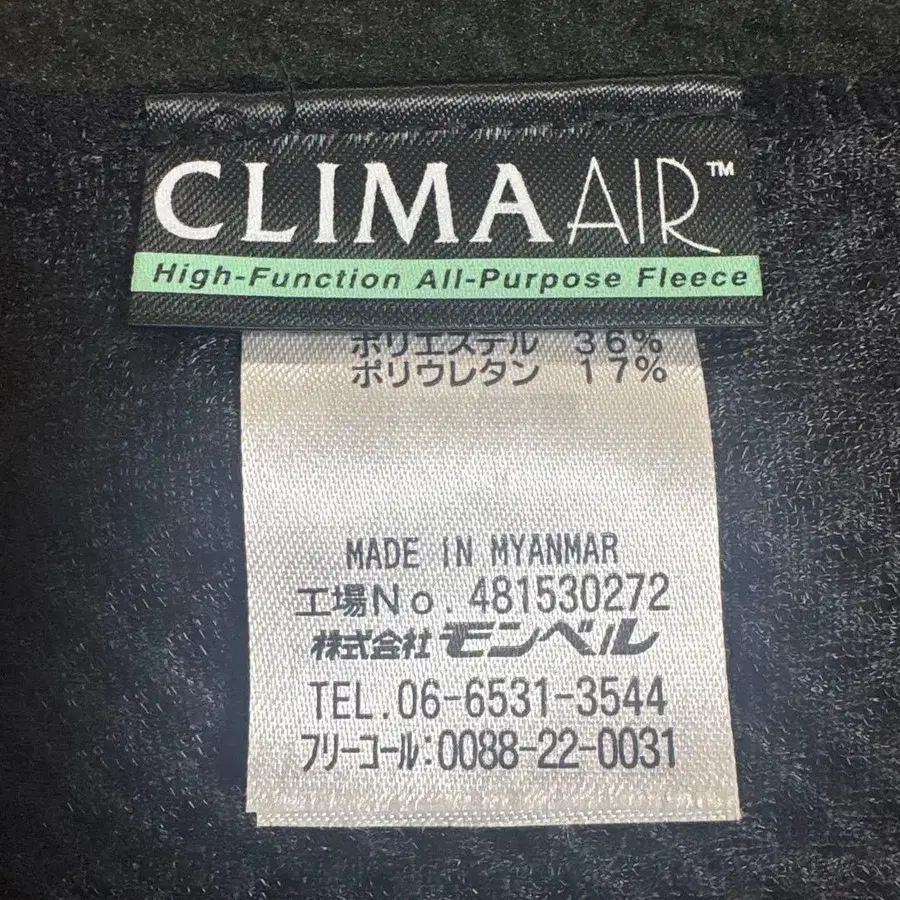 CLIMAAIR™
High-Function All-Purpose Fleece
ポリエステル 36%
ポリウレタン 17%
MADE IN MYANMAR
工場No.481530272
株式会社モンベル
TEL.06-6531-3544
フリーコール:0088-22-0031